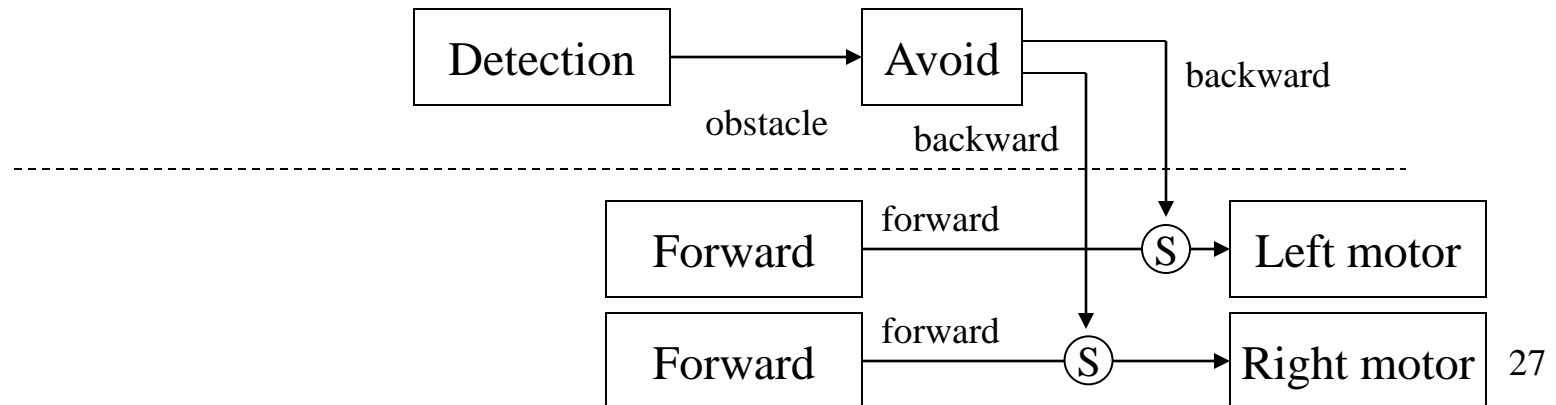 Detection
Avoid
backward
obstacle
backward
Forward
forward
S
Left motor
Forward
forward
S
Right motor
27